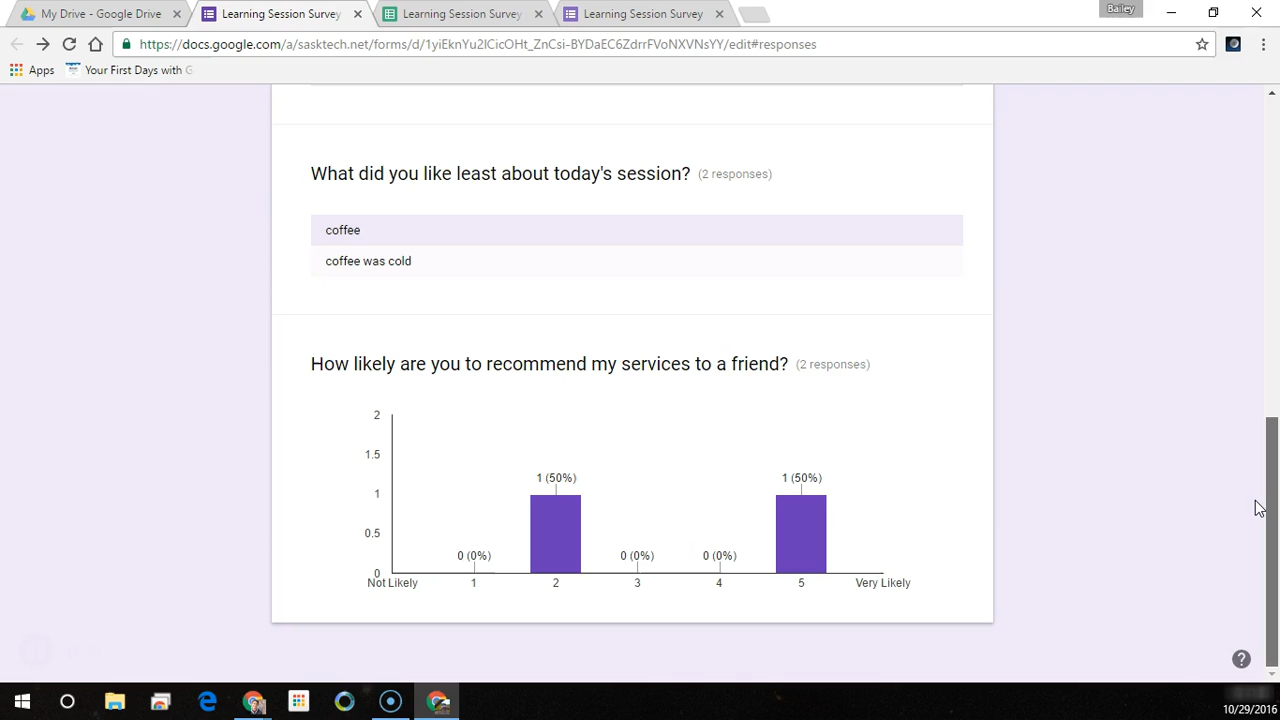 My Drive - Google Drive
Learning Session Survey
Learning Session Survey
Learning Session Survey
Bailey
https://docs.google.com/a/sasktech.net/forms/d/1yiEknYu2ICicOHt_ZnCsi-BYDaEC6ZdrrFVoNXVNsYY/edit#responses
Apps
Your First Days with G
What did you like least about today's session? (2 responses)
coffee
coffee was cold
How likely are you to recommend my services to a friend? (2 responses)
2
1.5
1
0.5
0
1 (50%)
1 (50%)
0 (0%)
0 (0%)
0 (0%)
Not Likely
1
2
3
4
5
Very Likely
10/29/2016